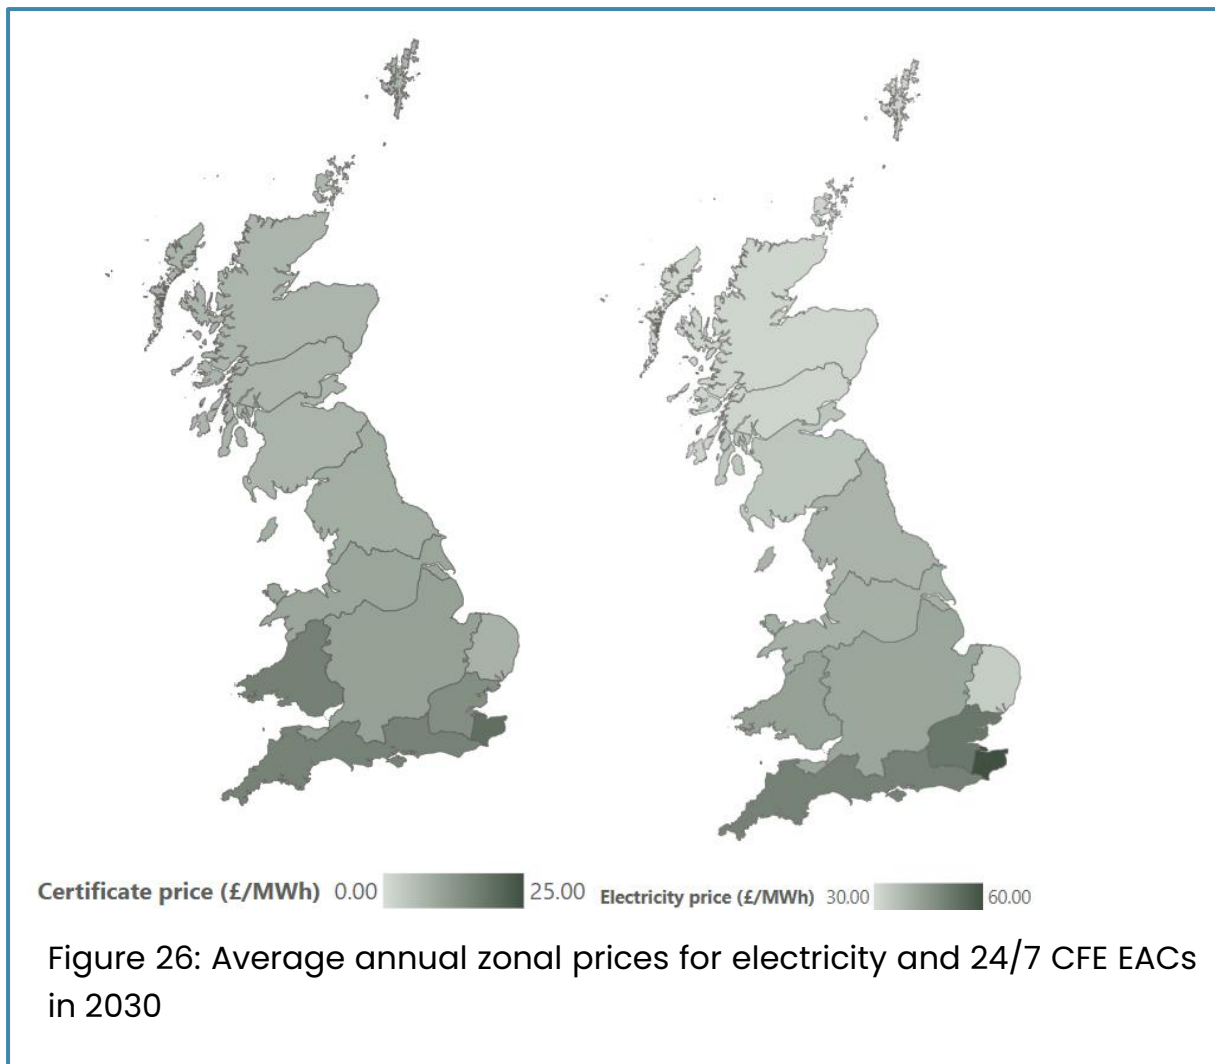 Certificate price (£/MWh) 0.00 25.00
Electricity price (£/MWh) 30.00 60.00
Figure 26: Average annual zonal prices for electricity and 24/7 CFE EACs
in 2030